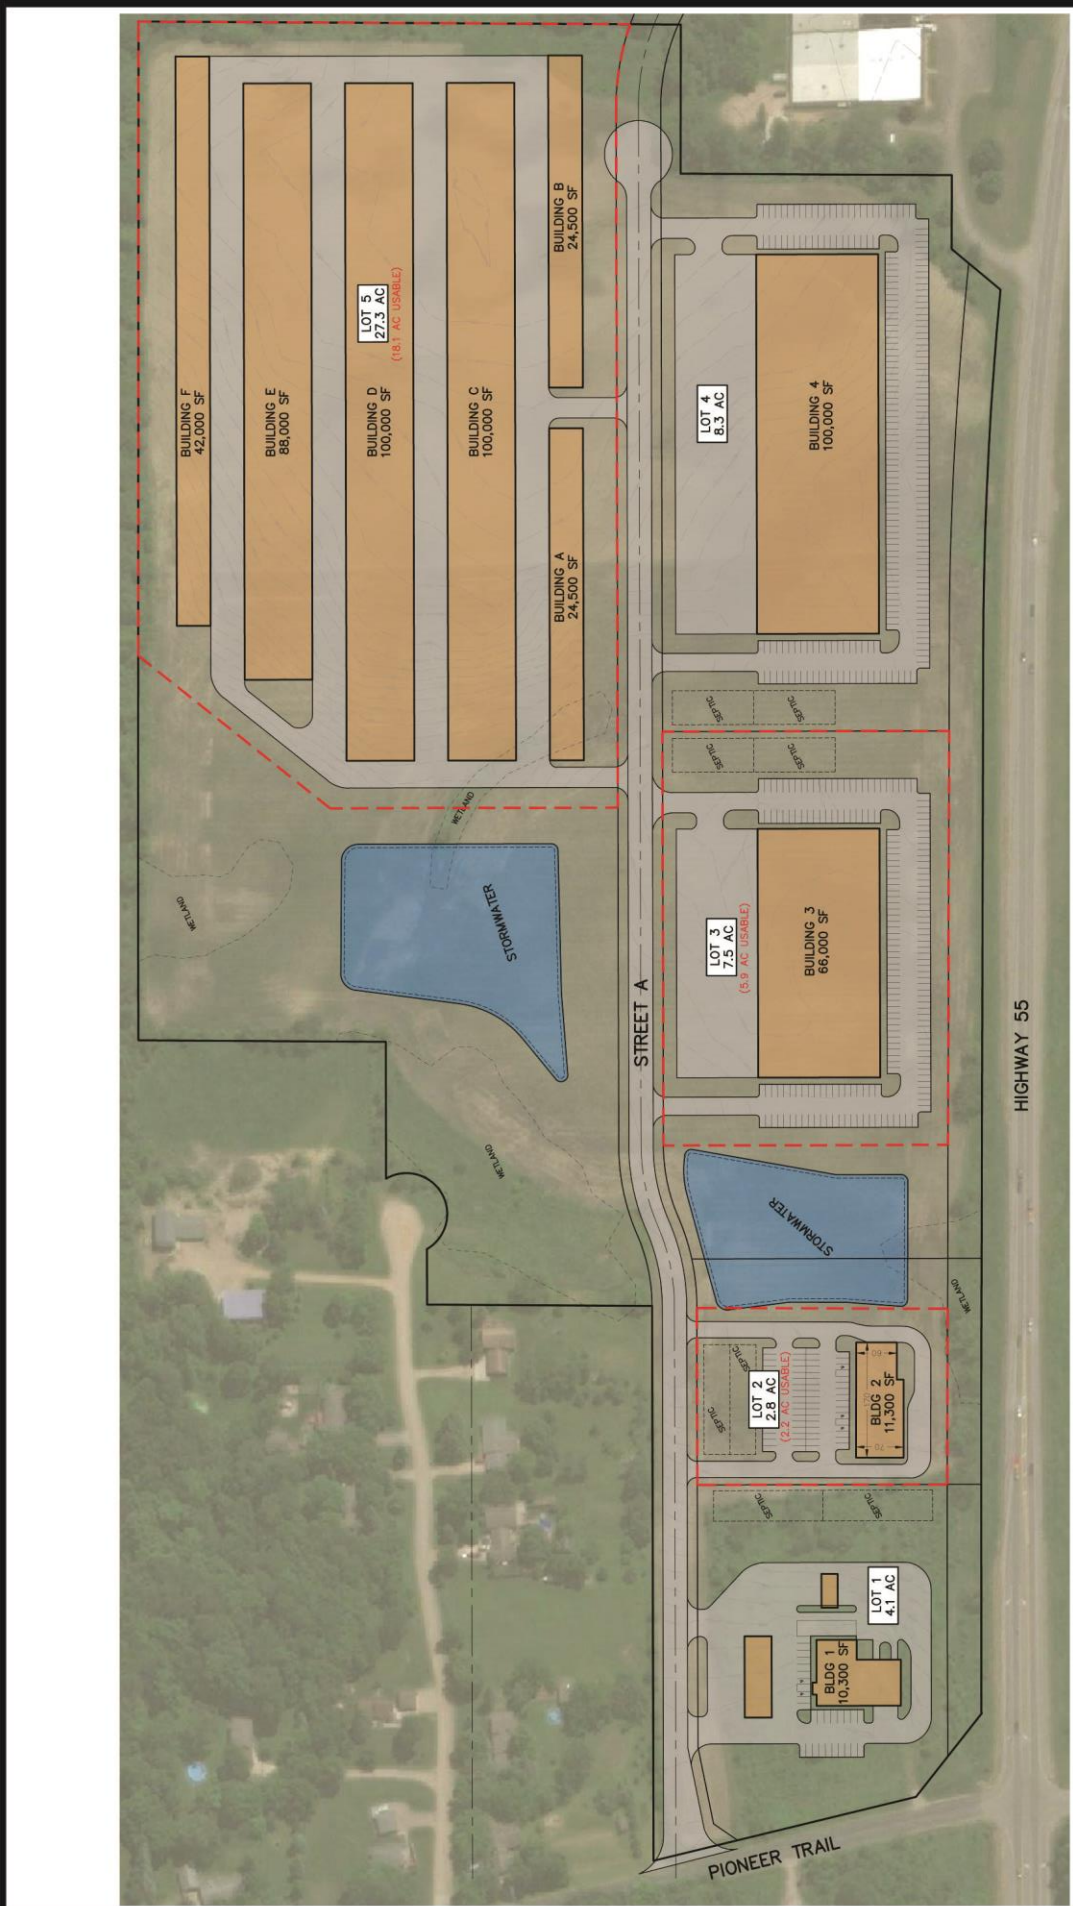 BUILDING F
42,000 SF
BUILDING E
88,000 SF
LOT 5
27.3 AC
(18.1 AC USABLE)
BUILDING D
100,000 SF
BUILDING C
100,000 SF
BUILDING B
24,500 SF
BUILDING A
24,500 SF
LOT 4
8.3 AC
BUILDING 4
100,000 SF
SEPTIC
SEPTIC
SEPTIC
SEPTIC
WETLAND
WETLAND
STORMWATER
STREET A
LOT 3
7.5 AC
(5.9 AC USABLE)
BUILDING 3
66,000 SF
HIGHWAY 55
WETLAND
STORMWATER
WETLAND
SEPTIC
SEPTIC
LOT 2
2.8 AC
(2.2 AC USABLE)
BLDG 2
11,300 SF
60
170
70
SEPTIC
SEPTIC
LOT 1
4.1 AC
BLDG 1
10,300 SF
PIONEER TRAIL